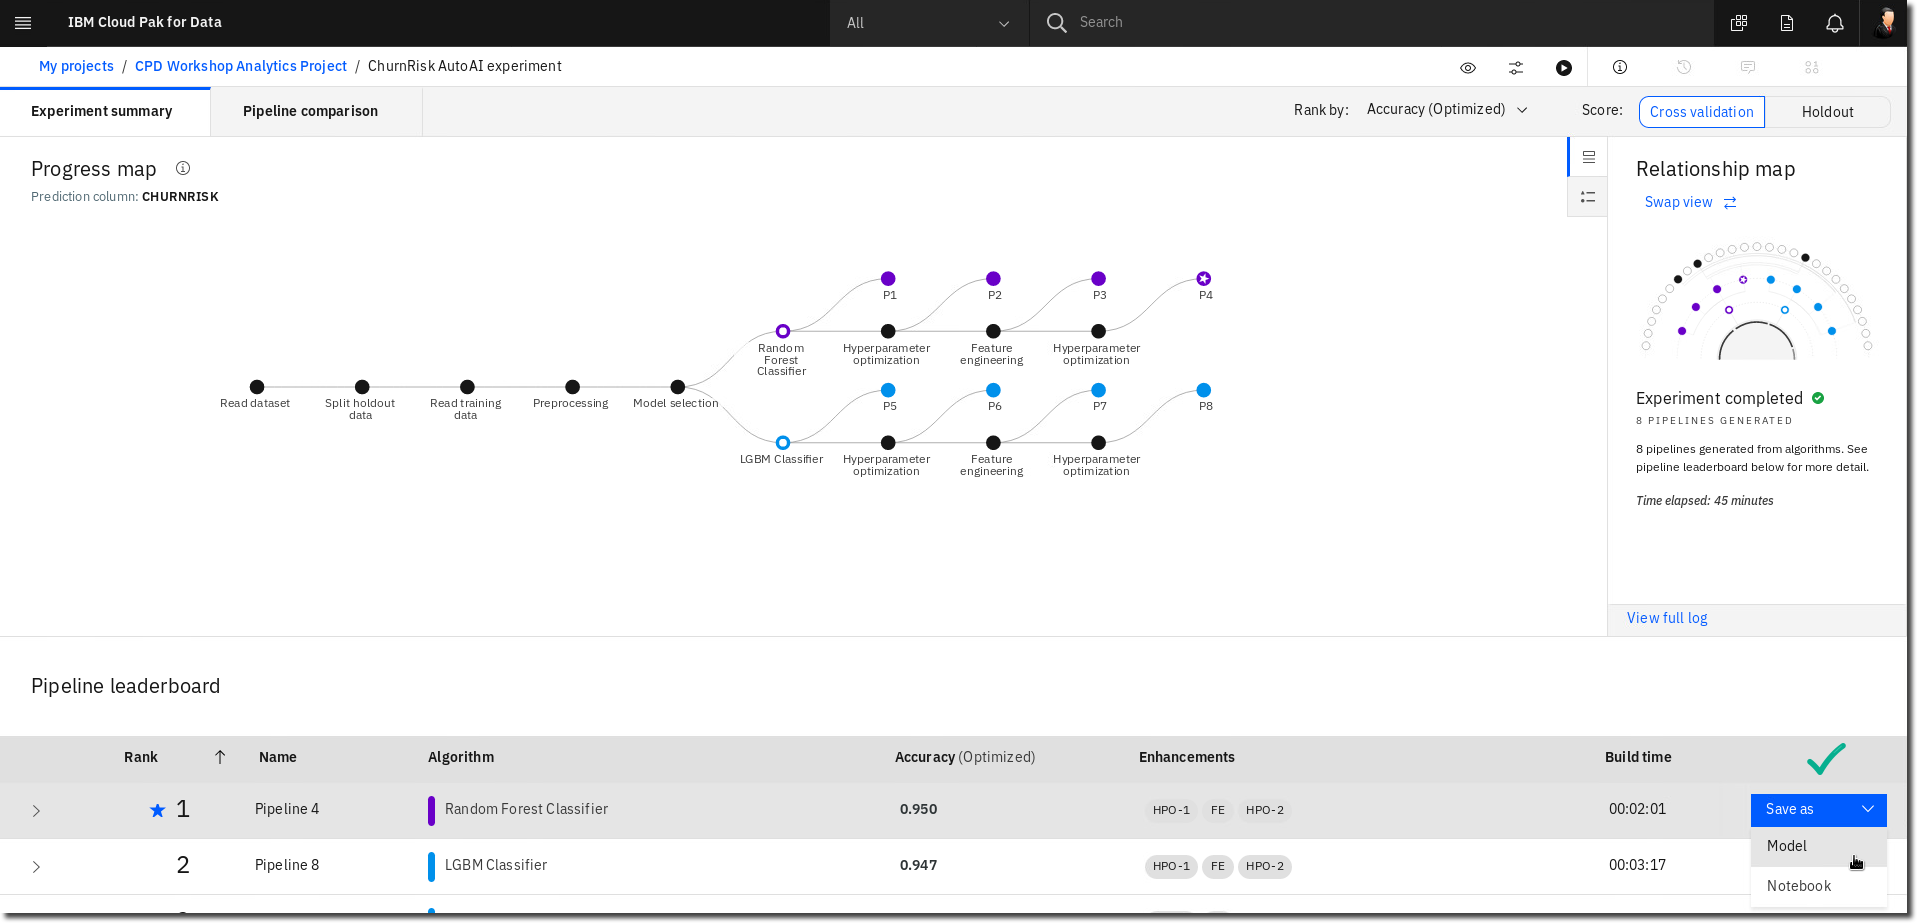 IBM Cloud Pak for Data
All
Search
My projects / CPD Workshop Analytics Project / ChurnRisk AutoAI experiment
Experiment summary
Pipeline comparison
Rank by: Accuracy (Optimized)
Score: Cross validation Holdout
Progress map
Prediction column: CHURNRISK
P1
P2
P3
P4
Random
Forest
Classifier
Hyperparameter
optimization
Feature
engineering
Hyperparameter
optimization
Read dataset
Split holdout
data
Read training
data
Preprocessing
Model selection
P5
P6
P7
P8
LGBM Classifier
Hyperparameter
optimization
Feature
engineering
Hyperparameter
optimization
Relationship map
Swap view
Experiment completed
8 PIPELINES GENERATED
8 pipelines generated from algorithms. See
pipeline leaderboard below for more detail.
Time elapsed: 45 minutes
View full log
Pipeline leaderboard
Rank Name Algorithm Accuracy (Optimized) Enhancements Build time
1 Pipeline 4 Random Forest Classifier 0.950 HPO-1 FE HPO-2 00:02:01 Save as
Model
2 Pipeline 8 LGBM Classifier 0.947 HPO-1 FE HPO-2 00:03:17
Notebook